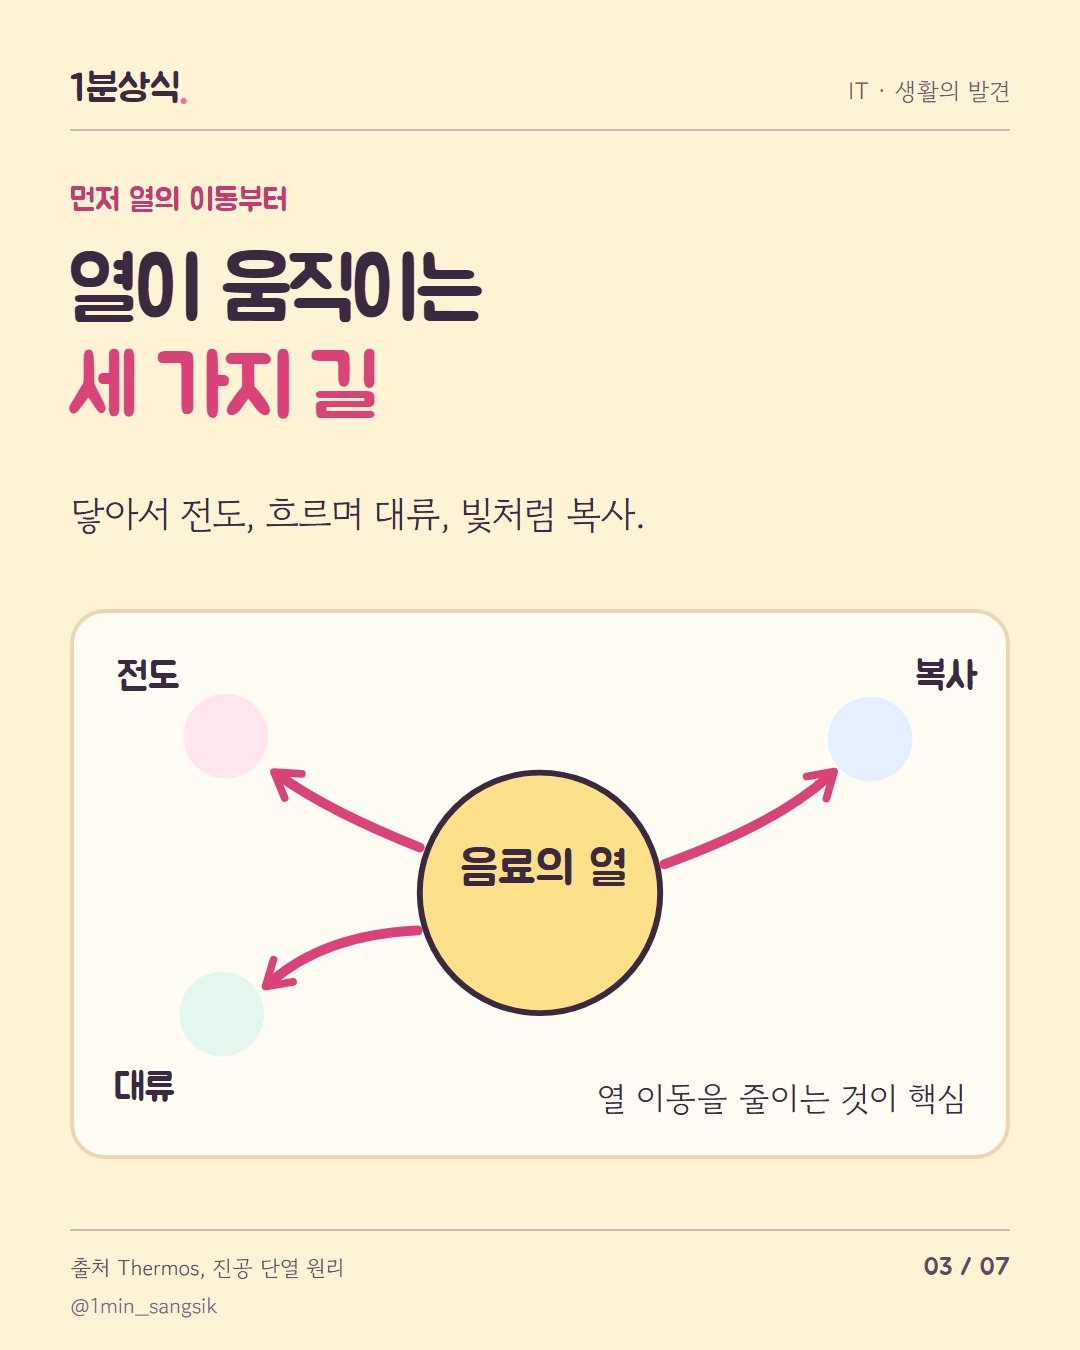 1분상식.
IT · 생활의 발견
먼저 열의 이동부터
열이 움직이는
세 가지 길
닿아서 전도, 흐르며 대류, 빛처럼 복사.
전도
복사
음료의 열
대류
열 이동을 줄이는 것이 핵심
출처 Thermos, 진공 단열 원리
03 / 07
@1min_sangsik